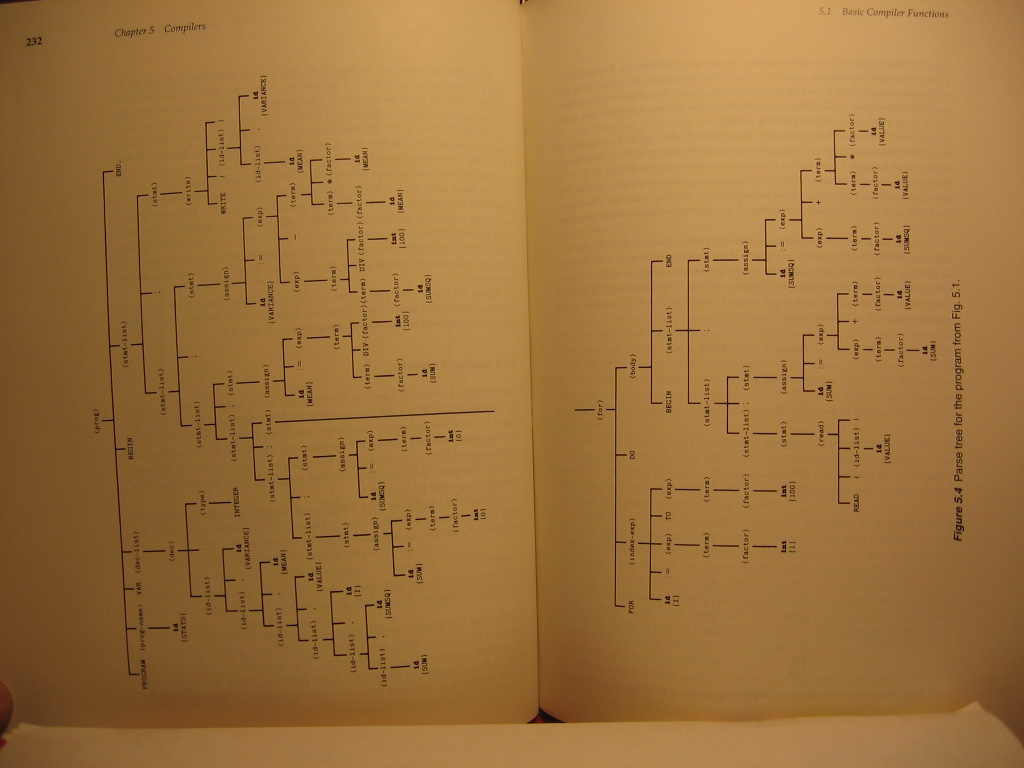 232
Chapter 5 Compilers
⟨prog⟩
PROGRAM ⟨prog-name⟩ VAR ⟨dec-list⟩ BEGIN ⟨stmt-list⟩ END.
id ⟨dec⟩ ⟨stmt-list⟩ ; ⟨stmt⟩
{STATS}
⟨id-list⟩ : ⟨type⟩ ⟨stmt-list⟩ ; ⟨stmt⟩ ⟨write⟩
⟨id-list⟩ , id INTEGER ⟨stmt-list⟩ ; ⟨stmt⟩ ⟨assign⟩ WRITE ( ⟨id-list⟩ )
{VARIANCE}
⟨id-list⟩ , id ⟨stmt-list⟩ ; ⟨stmt⟩ ⟨assign⟩ id := ⟨exp⟩ ⟨id-list⟩ , id
{MEAN} {VARIANCE} {VARIANCE}
⟨id-list⟩ , id ⟨stmt-list⟩ ; ⟨stmt⟩ id := ⟨exp⟩ ⟨exp⟩ - ⟨term⟩ id
{VALUE} {MEAN} {MEAN}
⟨id-list⟩ , id ⟨stmt⟩ ⟨assign⟩ ⟨term⟩ ⟨term⟩ ⟨term⟩ * ⟨factor⟩
{I}
⟨id-list⟩ , id ⟨assign⟩ id := ⟨exp⟩ ⟨term⟩ DIV ⟨factor⟩ ⟨term⟩ DIV ⟨factor⟩ ⟨factor⟩ id
{SUMSQ} {SUMSQ} {MEAN}
id id := ⟨exp⟩ ⟨term⟩ ⟨factor⟩ int ⟨factor⟩ int id
{SUM} {SUM} {100} {100} {MEAN}
⟨term⟩ ⟨factor⟩ id id
{SUM} {SUMSQ}
⟨factor⟩ int
{0}
int
{0}
5.1 Basic Compiler Functions
⟨for⟩
FOR ⟨index-exp⟩ DO ⟨body⟩
id := ⟨exp⟩ TO ⟨exp⟩ BEGIN ⟨stmt-list⟩ END
{I}
⟨term⟩ ⟨term⟩ ⟨stmt-list⟩ ; ⟨stmt⟩
⟨factor⟩ ⟨factor⟩ ⟨stmt-list⟩ ; ⟨stmt⟩ ⟨assign⟩
int int ⟨stmt⟩ ⟨assign⟩ id := ⟨exp⟩
{1} {100} {SUMSQ}
⟨read⟩ id := ⟨exp⟩ ⟨exp⟩ + ⟨term⟩
{SUM}
READ ( ⟨id-list⟩ ) ⟨exp⟩ + ⟨term⟩ ⟨term⟩ ⟨term⟩ * ⟨factor⟩
id ⟨term⟩ ⟨factor⟩ ⟨factor⟩ ⟨factor⟩ id
{VALUE} {VALUE}
⟨factor⟩ id id id
{VALUE} {SUMSQ} {VALUE}
id
{SUM}
Figure 5.4 Parse tree for the program from Fig. 5.1.